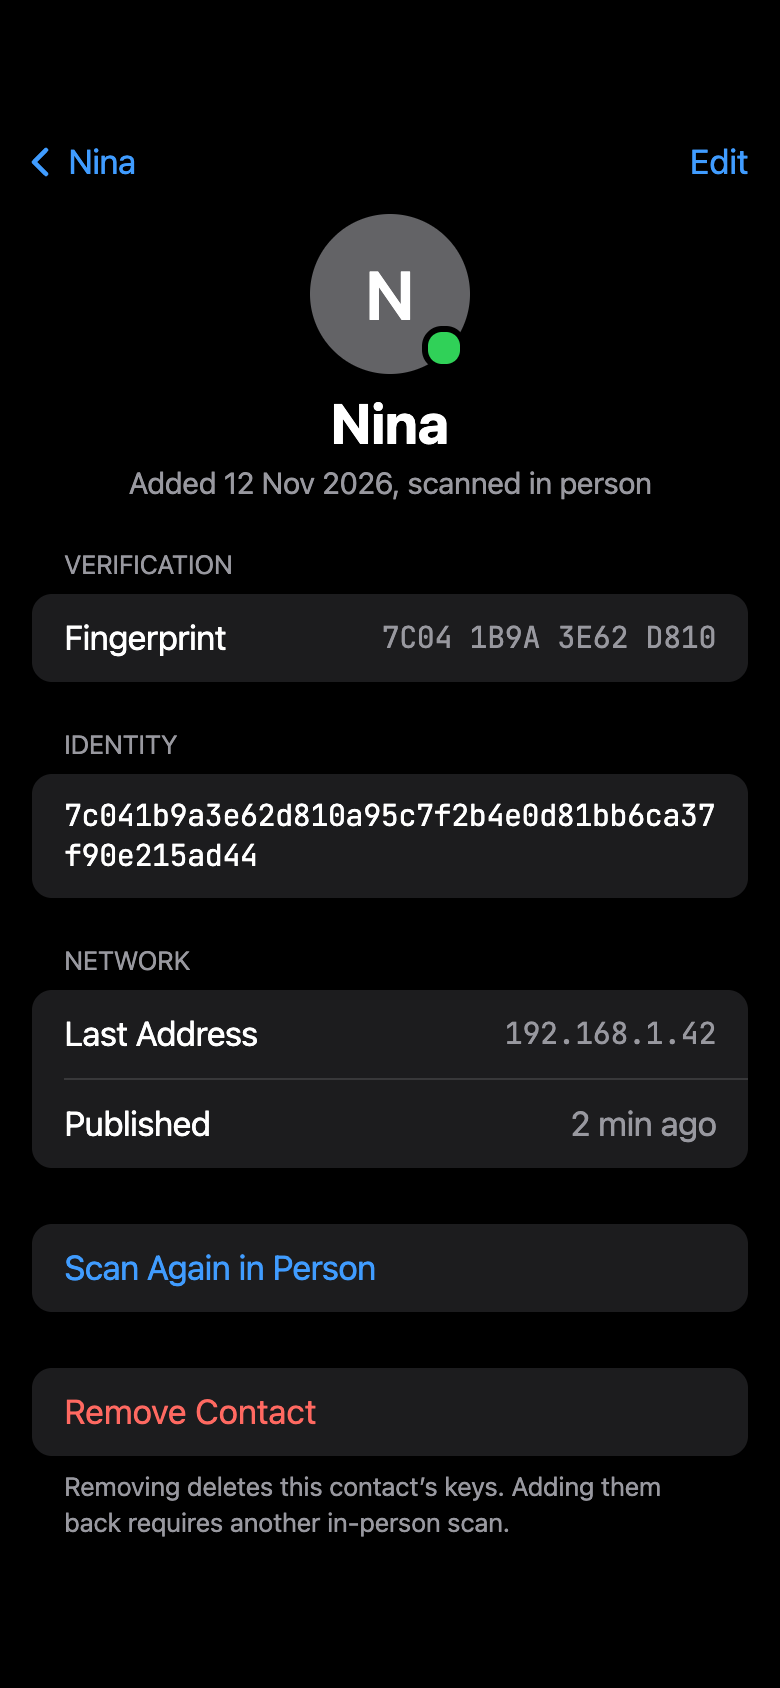 Nina
Edit
N
Nina
Added 12 Nov 2026, scanned in person
VERIFICATION
Fingerprint 7C04 1B9A 3E62 D810
IDENTITY
7c041b9a3e62d810a95c7f2b4e0d81bb6ca37
f90e215ad44
NETWORK
Last Address 192.168.1.42
Published 2 min ago
Scan Again in Person
Remove Contact
Removing deletes this contact’s keys. Adding them
back requires another in-person scan.